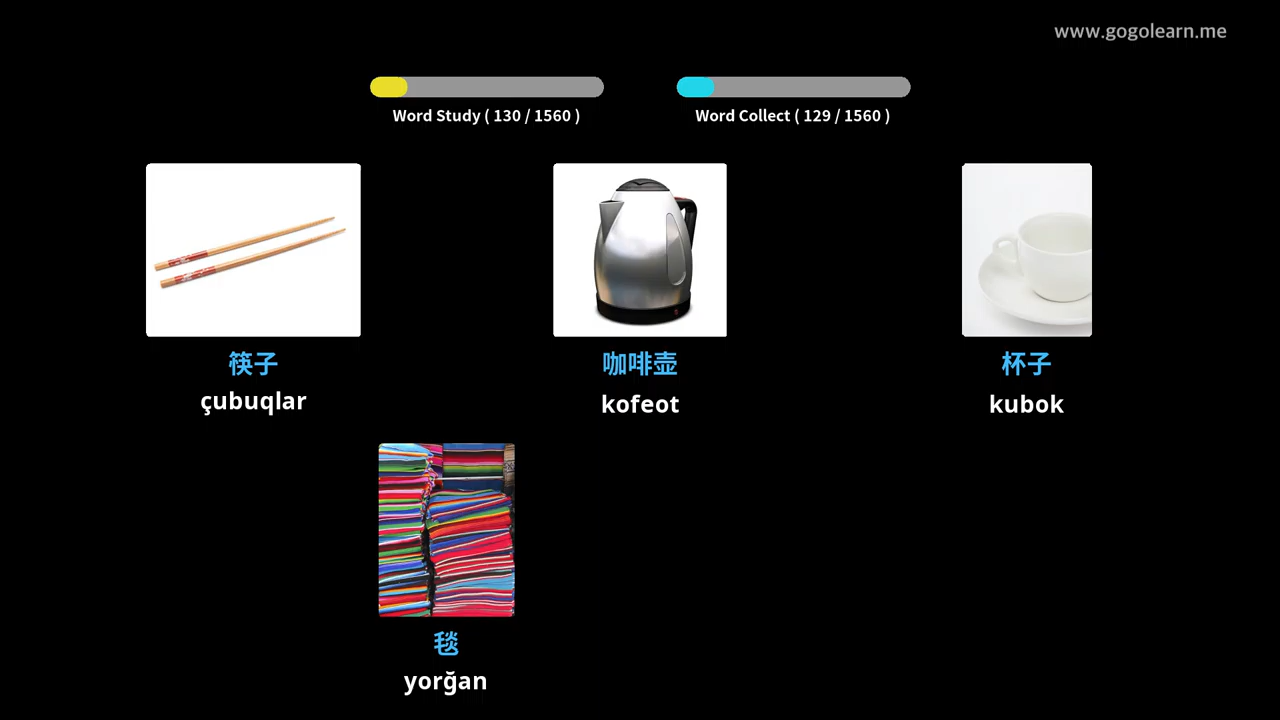 www.gogolearn.me
Word Study ( 130 / 1560 )
Word Collect ( 129 / 1560 )
筷子
çubuqlar
咖啡壶
kofeot
杯子
kubok
毯
yorğan